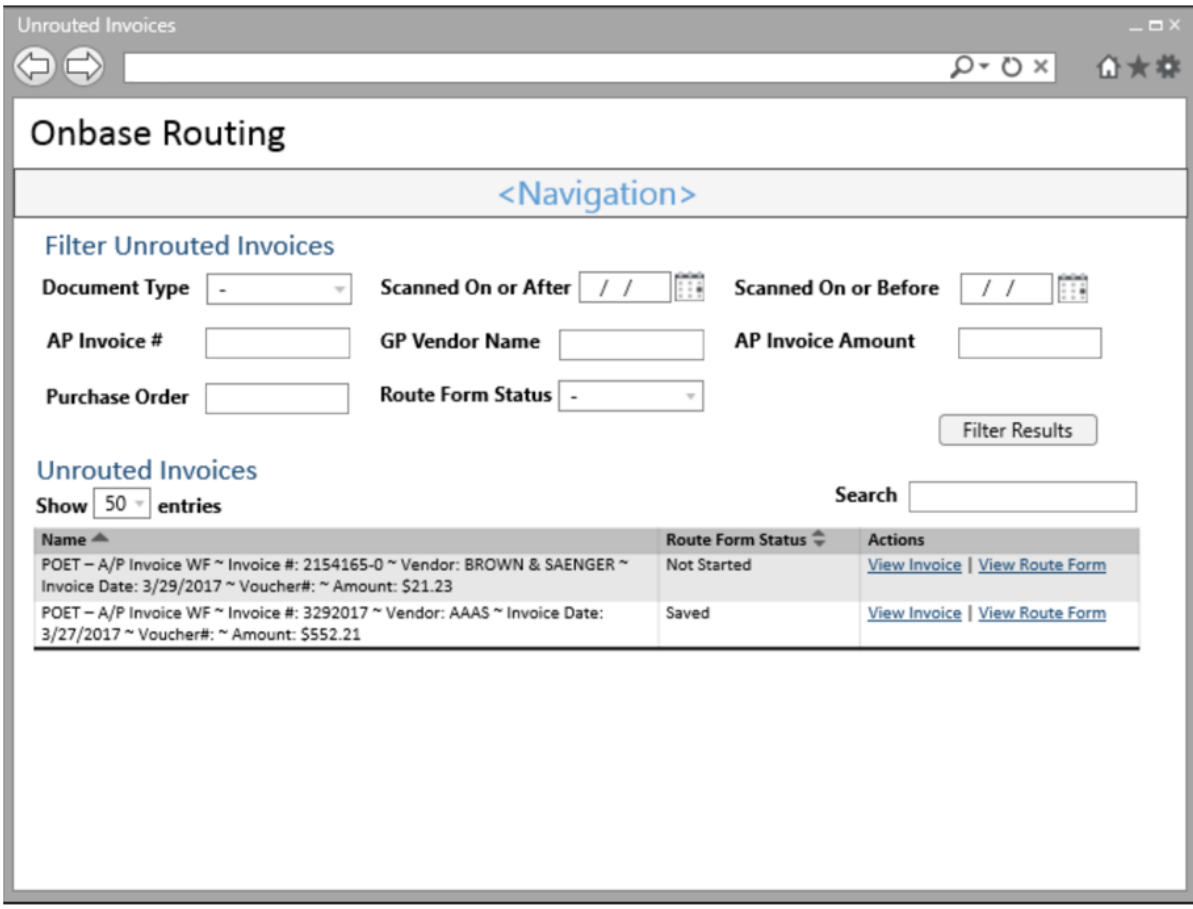 Unrouted Invoices
Onbase Routing
<Navigation>
Filter Unrouted Invoices
Document Type - Scanned On or After / / Scanned On or Before / /
AP Invoice # GP Vendor Name AP Invoice Amount
Purchase Order Route Form Status -
Filter Results
Unrouted Invoices
Show 50 entries Search
Name Route Form Status Actions
POET – A/P Invoice WF ~ Invoice #: 2154165-0 ~ Vendor: BROWN & SAENGER ~ Not Started View Invoice | View Route Form
Invoice Date: 3/29/2017 ~ Voucher#: ~ Amount: $21.23
POET – A/P Invoice WF ~ Invoice #: 3292017 ~ Vendor: AAAS ~ Invoice Date: Saved View Invoice | View Route Form
3/27/2017 ~ Voucher#: ~ Amount: $552.21